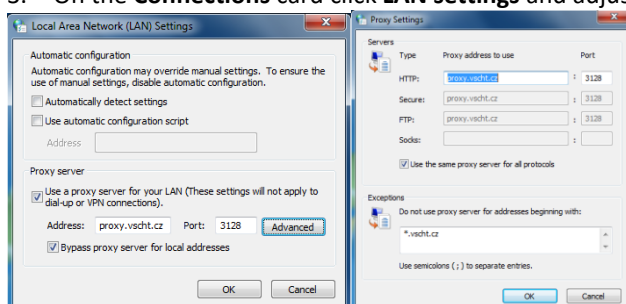 On the Connections card click LAN settings and adjus
Local Area Network (LAN) Settings
Automatic configuration
Automatic configuration may override manual settings. To ensure the
use of manual settings, disable automatic configuration.
Automatically detect settings
Use automatic configuration script
Address
Proxy server
Use a proxy server for your LAN (These settings will not apply to
dial-up or VPN connections).
Address: proxy.vscht.cz Port: 3128 Advanced
Bypass proxy server for local addresses
OK Cancel
Proxy Settings
Servers
Type Proxy address to use Port
HTTP: proxy.vscht.cz : 3128
Secure: proxy.vscht.cz : 3128
FTP: proxy.vscht.cz : 3128
Socks: :
Use the same proxy server for all protocols
Exceptions
Do not use proxy server for addresses beginning with:
*.vscht.cz
Use semicolons ( ; ) to separate entries.
OK Cancel